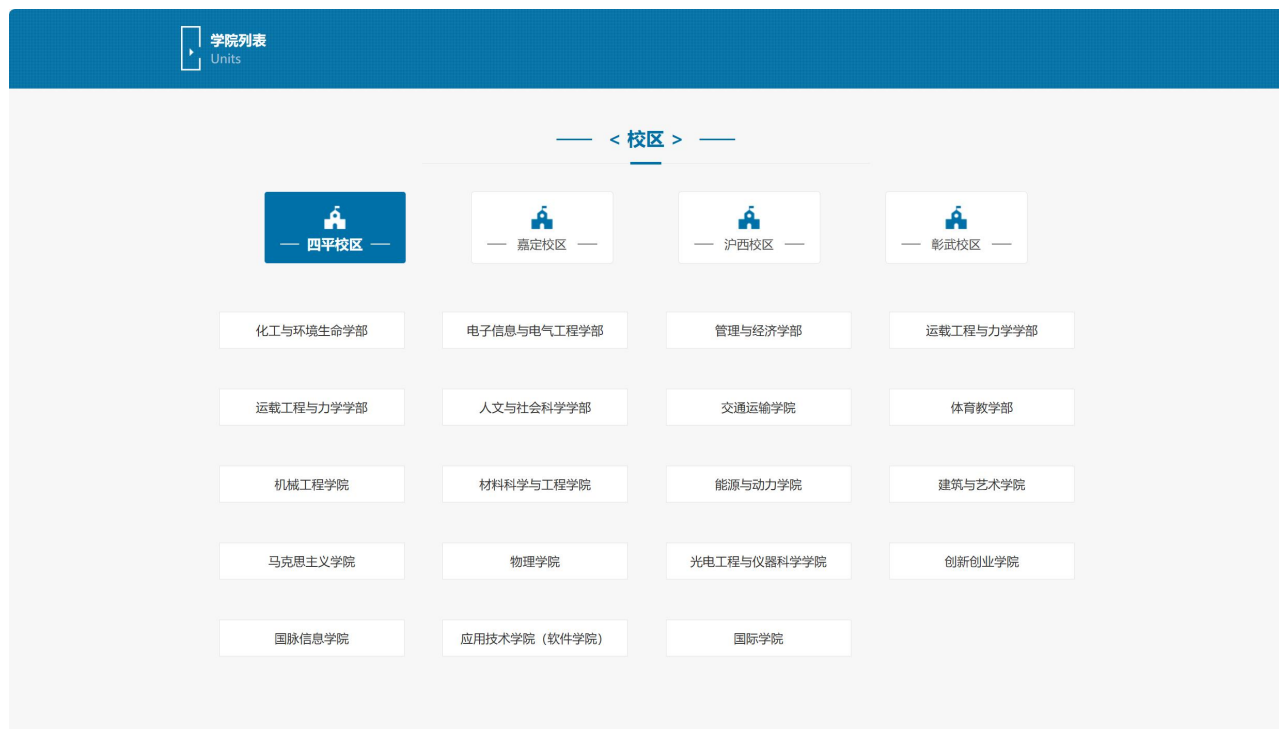 学院列表
Units
< 校区 >
四平校区
嘉定校区
沪西校区
彰武校区
化工与环境生命学部
电子信息与电气工程学部
管理与经济学部
运载工程与力学学部
运载工程与力学学部
人文与社会科学学部
交通运输学院
体育教学部
机械工程学院
材料科学与工程学院
能源与动力学院
建筑与艺术学院
马克思主义学院
物理学院
光电工程与仪器科学学院
创新创业学院
国脉信息学院
应用技术学院（软件学院）
国际学院